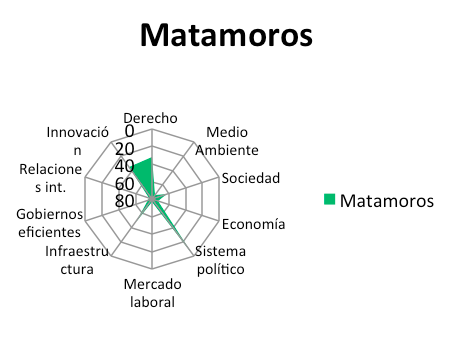 Matamoros
Derecho
0
20
40
60
80
Medio
Ambiente
Sociedad
Economía
Sistema
político
Mercado
laboral
Infraestru
ctura
Gobiernos
eficientes
Relacione
s int.
Innovació
n
Matamoros